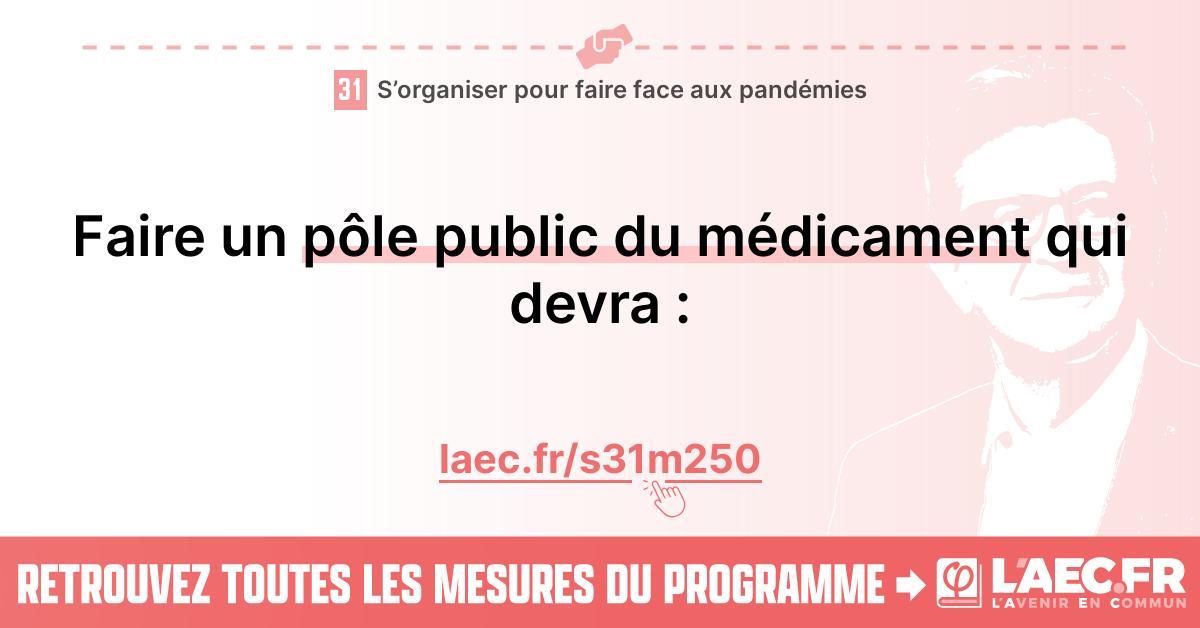 31 S’organiser pour faire face aux pandémies
Faire un pôle public du médicament qui
devra :
laec.fr/s31m250
RETROUVEZ TOUTES LES MESURES DU PROGRAMME
L'AEC.FR
L'AVENIR EN COMMUN